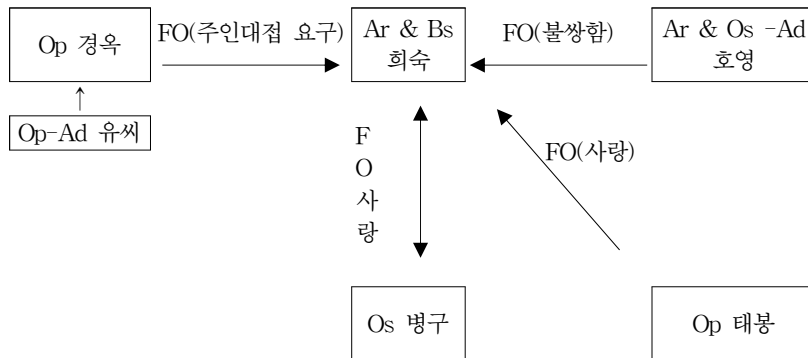 Op 경옥
FO(주인대접 요구)
Ar & Bs
희숙
FO(불쌍함)
Ar & Os -Ad
호영
↑
Op-Ad 유씨
F
O
사
랑
FO(사랑)
Os 병구
Op 태봉